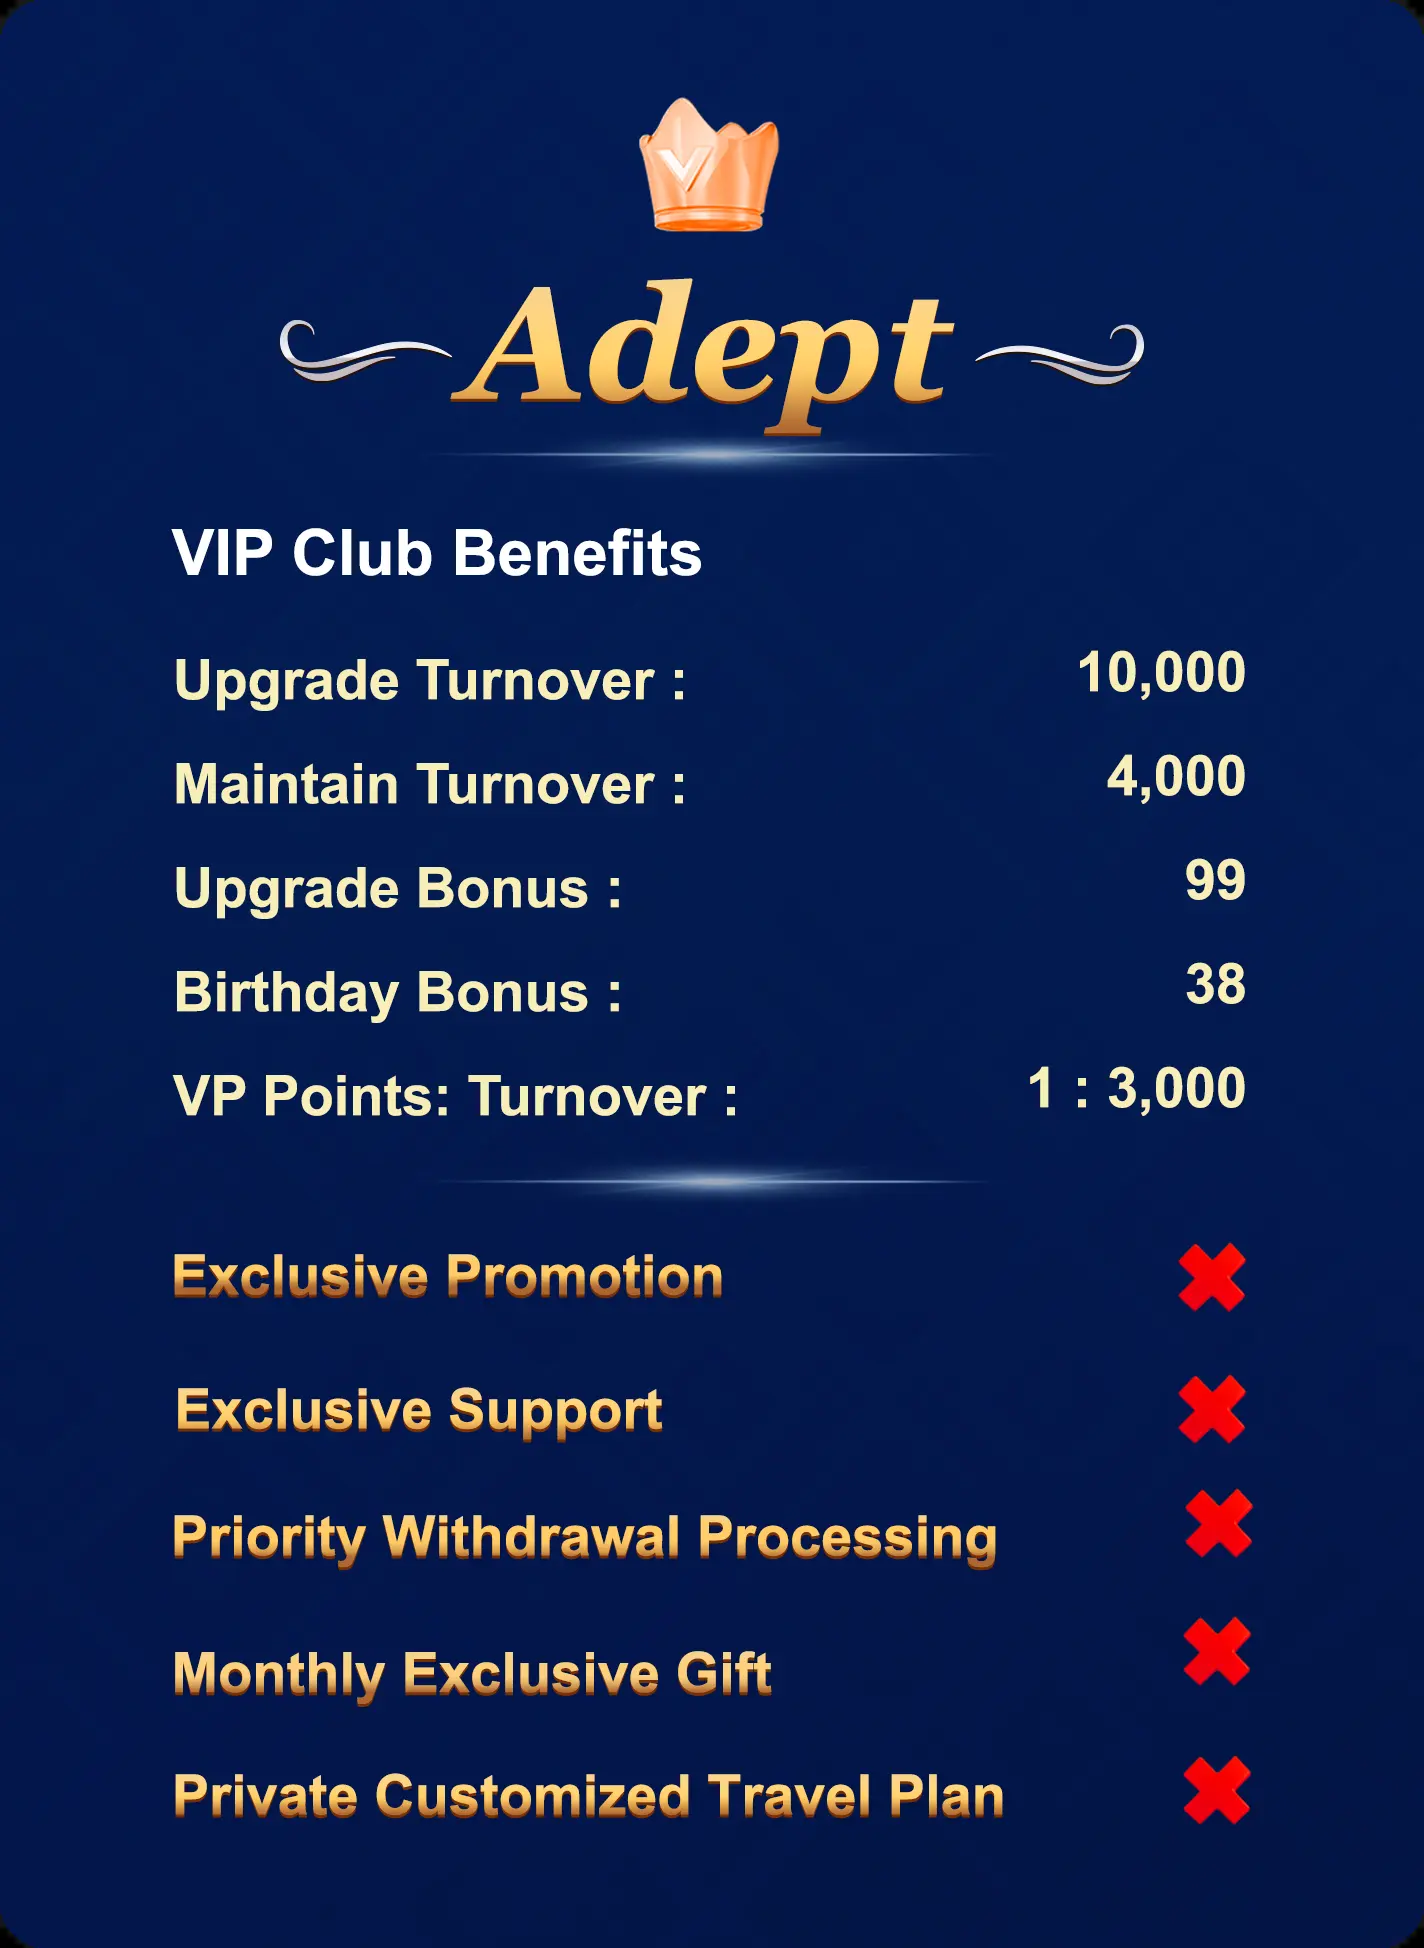 V
Adept
VIP Club Benefits
Upgrade Turnover : 10,000
Maintain Turnover : 4,000
Upgrade Bonus : 99
Birthday Bonus : 38
VP Points: Turnover : 1 : 3,000
Exclusive Promotion
Exclusive Support
Priority Withdrawal Processing
Monthly Exclusive Gift
Private Customized Travel Plan